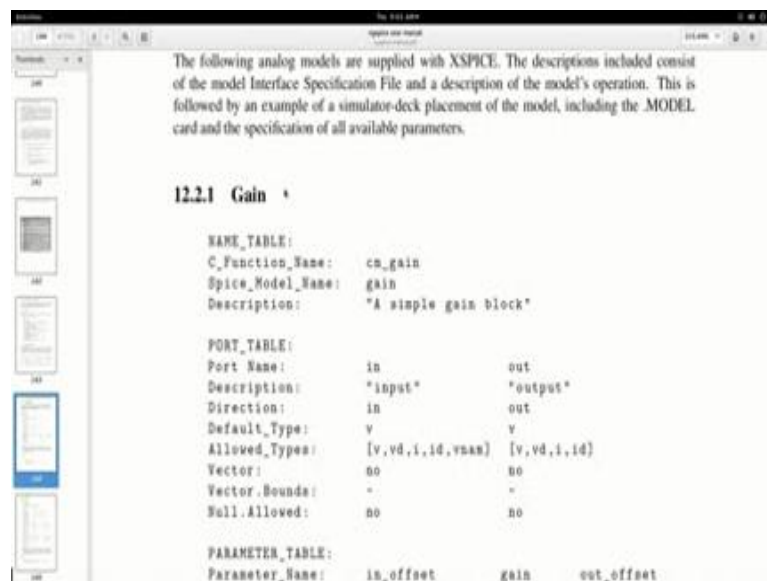 The following analog models are supplied with XSPICE. The descriptions included consist
of the model Interface Specification File and a description of the model's operation. This is
followed by an example of a simulator-deck placement of the model, including the .MODEL
card and the specification of all available parameters.
12.2.1 Gain
NAME_TABLE:
C_Function_Name: cm_gain
Spice_Model_Name: gain
Description: "A simple gain block"
PORT_TABLE:
Port Name: in out
Description: "input" "output"
Direction: in out
Default_Type: v v
Allowed_Types: [v,vd,i,id,vnam] [v,vd,i,id]
Vector: no no
Vector.Bounds: - -
Null.Allowed: no no
PARAMETER_TABLE:
Parameter_Name: in_offset gain out_offset